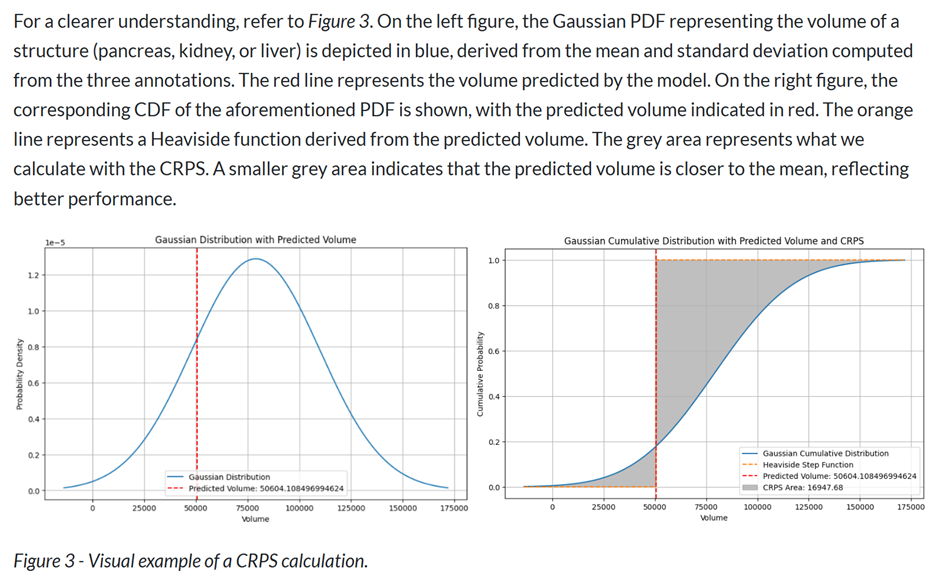 For a clearer understanding, refer to Figure 3. On the left figure, the Gaussian PDF representing the volume of a
structure (pancreas, kidney, or liver) is depicted in blue, derived from the mean and standard deviation computed
from the three annotations. The red line represents the volume predicted by the model. On the right figure, the
corresponding CDF of the aforementioned PDF is shown, with the predicted volume indicated in red. The orange
line represents a Heaviside function derived from the predicted volume. The grey area represents what we
calculate with the CRPS. A smaller grey area indicates that the predicted volume is closer to the mean, reflecting
better performance.
1e-5
Gaussian Distribution with Predicted Volume
Probability Density
1.2
1.0
0.8
0.6
0.4
0.2
0.0
Gaussian Distribution
Predicted Volume: 50604.108496994624
0 25000 50000 75000 100000 125000 150000 175000
Volume
Gaussian Cumulative Distribution with Predicted Volume and CRPS
Cumulative Probability
1.0
0.8
0.6
0.4
0.2
0.0
Gaussian Cumulative Distribution
Heaviside Step Function
Predicted Volume: 50604.108496994624
CRPS Area: 16947.68
0 25000 50000 75000 100000 125000 150000 175000
Volume
Figure 3 - Visual example of a CRPS calculation.